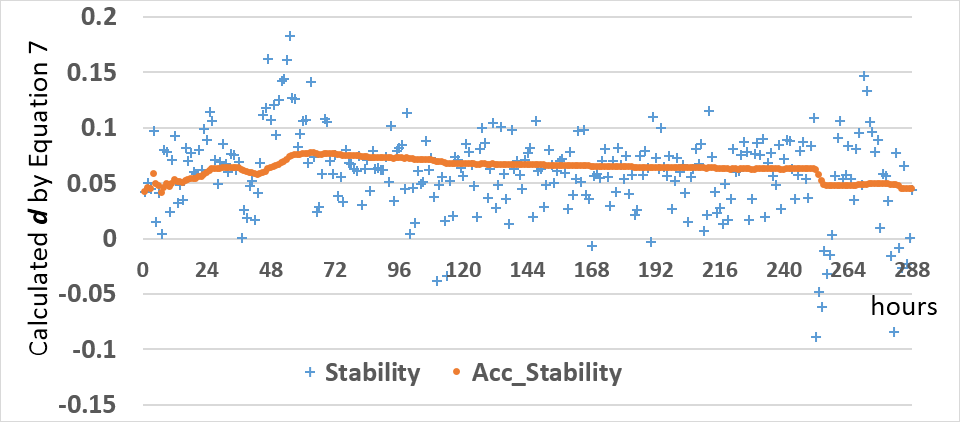 Calculated d by Equation 7
0.2
0.15
0.1
0.05
0
-0.05
-0.1
-0.15
0 24 48 72 96 120 144 168 192 216 240 264 288
hours
Stability Acc_Stability